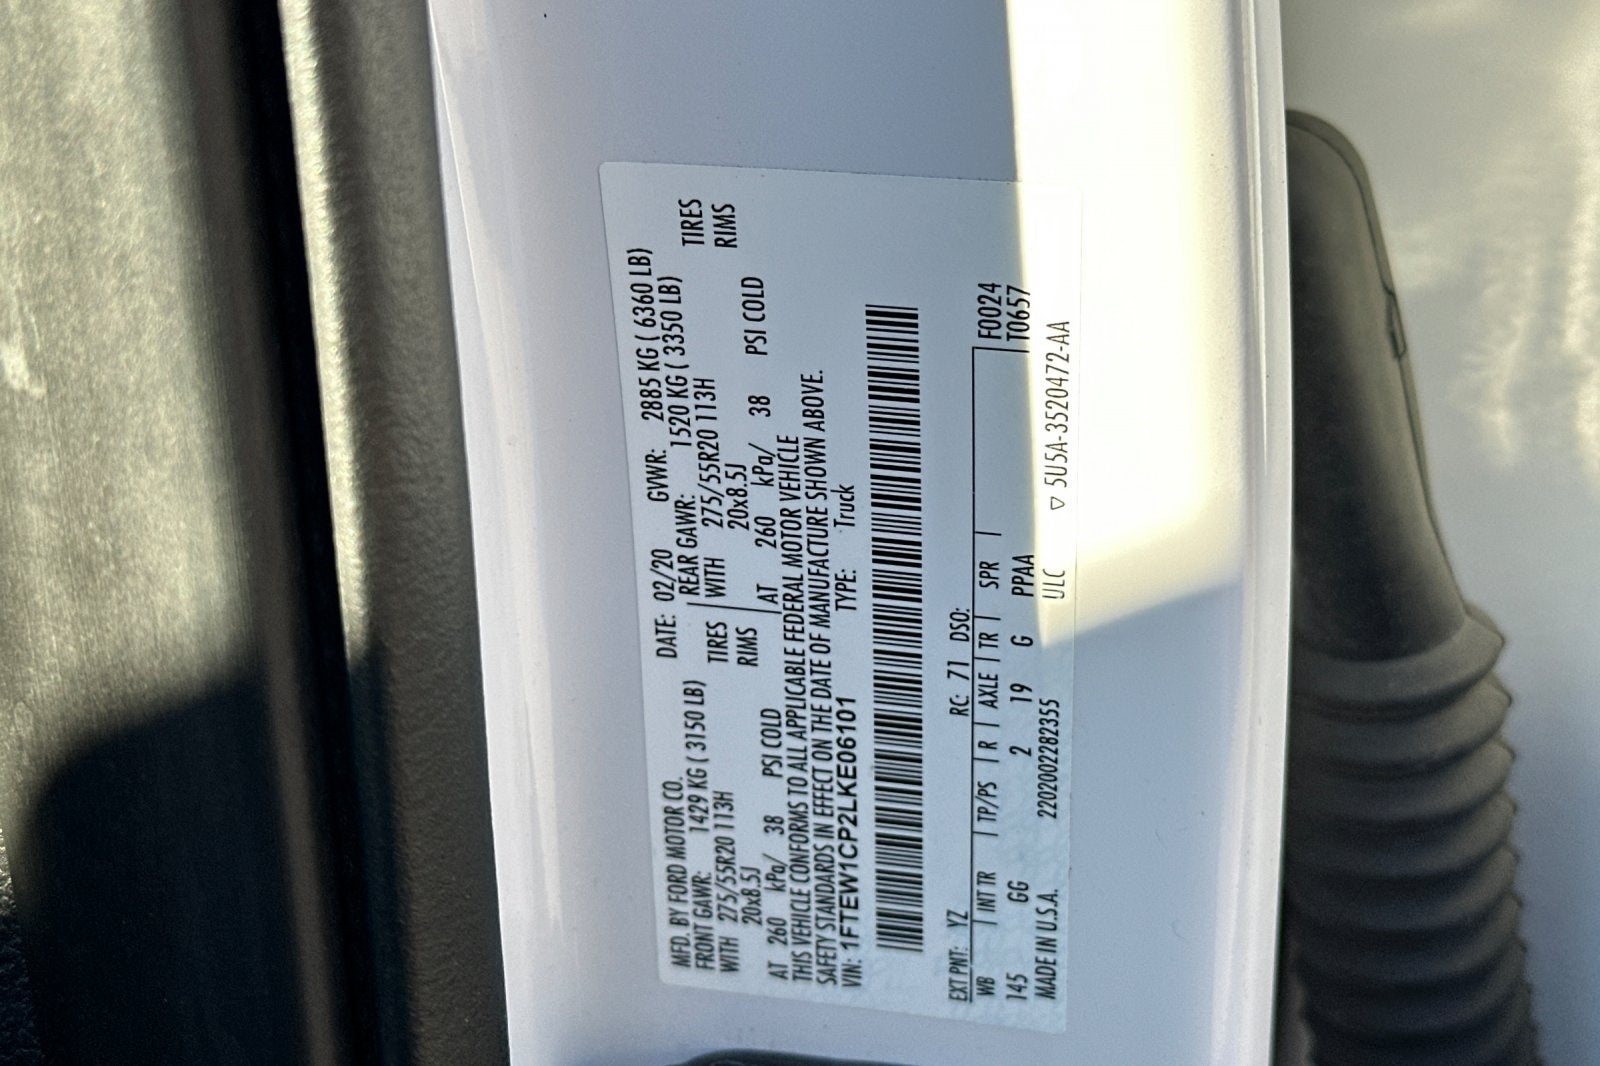 MFD. BY FORD MOTOR CO.
DATE: 02/20 GVWR: 2885 KG ( 6360 LB)
FRONT GAWR: 1429 KG ( 3150 LB) REAR GAWR: 1520 KG ( 3350 LB)
WITH 275/55R20 113H TIRES WITH 275/55R20 113H TIRES
20x8.5J RIMS 20x8.5J RIMS
AT 260 kPa/ 38 PSI COLD AT 260 kPa/ 38 PSI COLD
THIS VEHICLE CONFORMS TO ALL APPLICABLE FEDERAL MOTOR VEHICLE
SAFETY STANDARDS IN EFFECT ON THE DATE OF MANUFACTURE SHOWN ABOVE.
VIN: 1FTEW1CP2LKE06101 TYPE: Truck
EXT PNT: YZ RC: 71 DSO:
WB INT TR TP/PS R AXLE TR SPR F0024
145 GG 2 19 G PPAA T0657
MADE IN U.S.A. 2202002282355 ULC ▽ 5U5A-3520472-AA